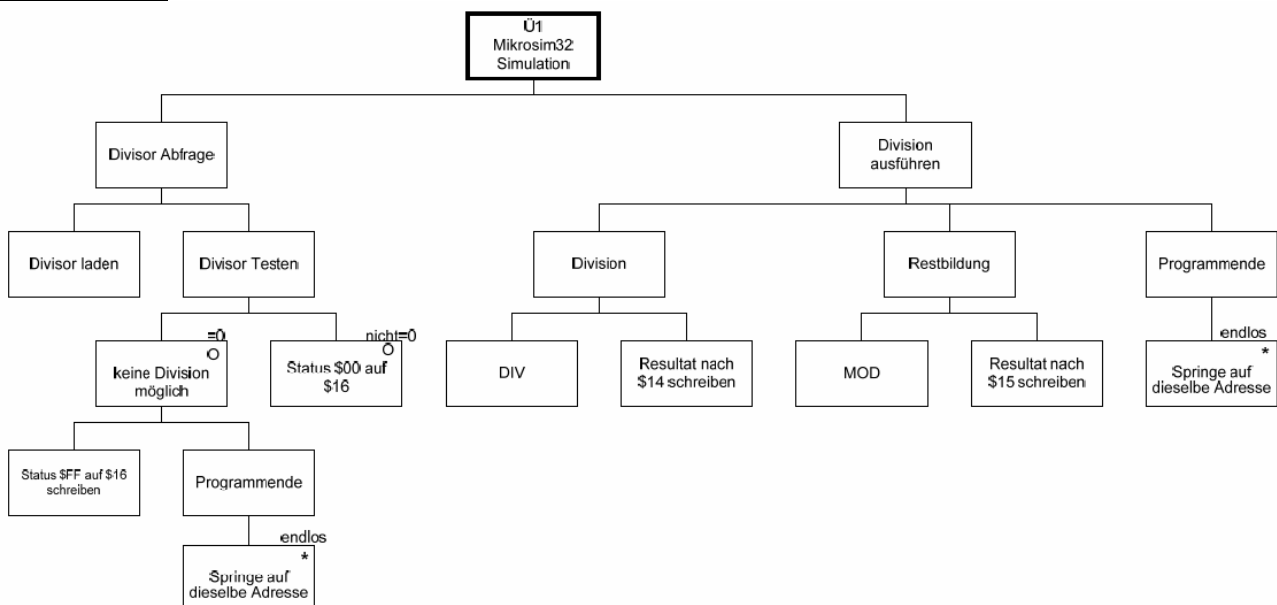 Ü1
Mikrosim32
Simulation
Divisor Abfrage
Division
ausführen
Divisor laden
Divisor Testen
Division
Restbildung
Programmende
=0
O
keine Division
möglich
nicht=0
O
Status $00 auf
$16
DIV
Resultat nach
$14 schreiben
MOD
Resultat nach
$15 schreiben
endlos
*
Springe auf
dieselbe Adresse
Status $FF auf $16
schreiben
Programmende
endlos
*
Springe auf
dieselbe Adresse